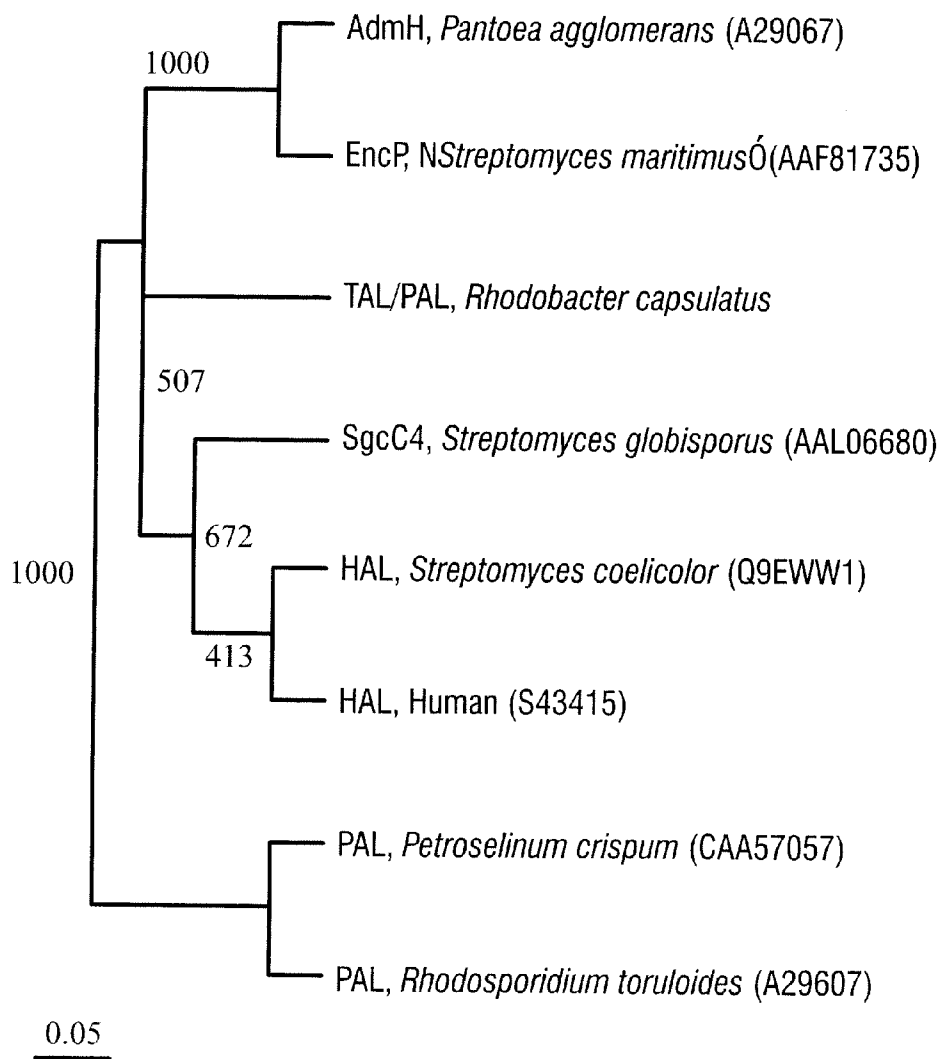 AdmH, Pantoea agglomerans (A29067)
1000
EncP, NStreptomyces maritimusÓ(AAF81735)
TAL/PAL, Rhodobacter capsulatus
507
SgcC4, Streptomyces globisporus (AAL06680)
672
1000
HAL, Streptomyces coelicolor (Q9EWW1)
413
HAL, Human (S43415)
PAL, Petroselinum crispum (CAA57057)
PAL, Rhodosporidium toruloides (A29607)
0.05